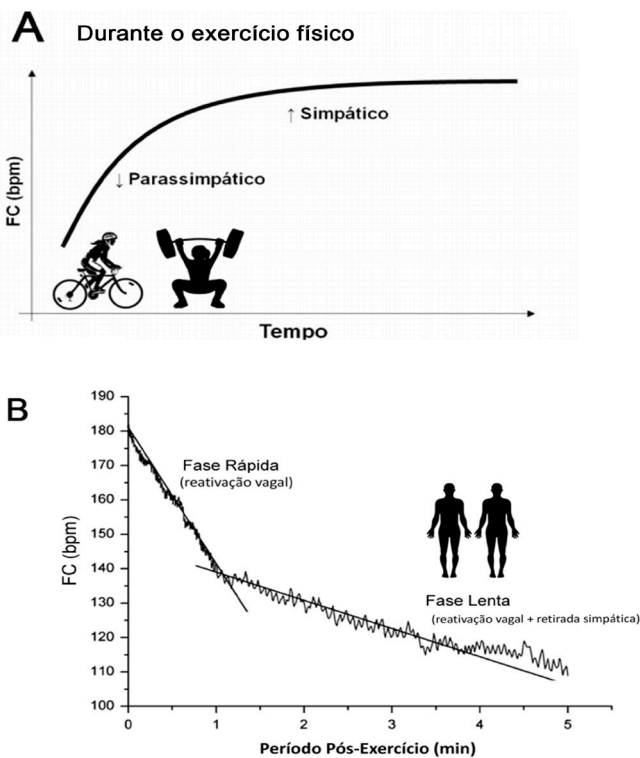 A Durante o exercício físico
FC (bpm)
↑ Simpático
↓ Parassimpático
Tempo
B
FC (bpm)
190
180
170
160
150
140
130
120
110
100
Fase Rápida
(reativação vagal)
Fase Lenta
(reativação vagal + retirada simpática)
0 1 2 3 4 5
Período Pós-Exercício (min)